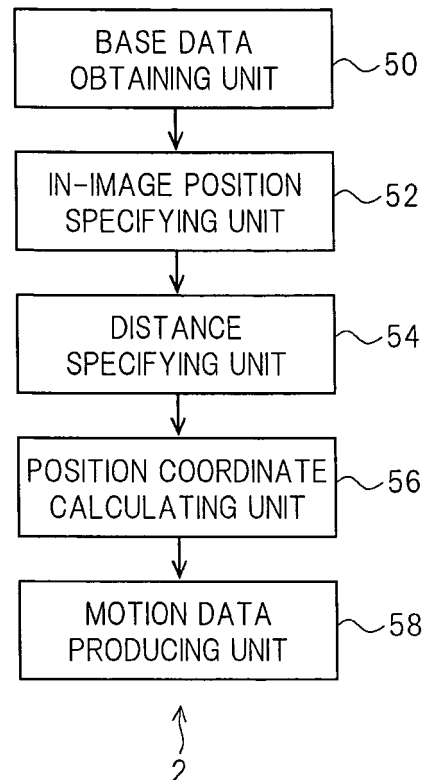 BASE DATA
OBTAINING UNIT
50
IN-IMAGE POSITION
SPECIFYING UNIT
52
DISTANCE
SPECIFYING UNIT
54
POSITION COORDINATE
CALCULATING UNIT
56
MOTION DATA
PRODUCING UNIT
58
2